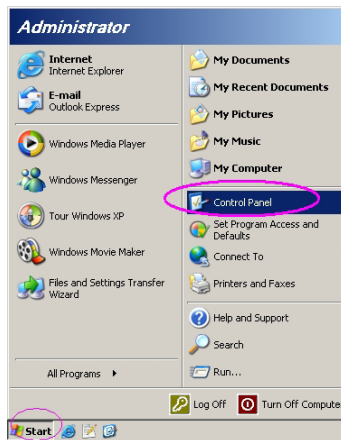 Administrator
Internet
Internet Explorer
E-mail
Outlook Express
Windows Media Player
Windows Messenger
Tour Windows XP
Windows Movie Maker
Files and Settings Transfer
Wizard
All Programs
My Documents
My Recent Documents
My Pictures
My Music
My Computer
Control Panel
Set Program Access and
Defaults
Connect To
Printers and Faxes
Help and Support
Search
Run...
Log Off
Turn Off Compute
Start